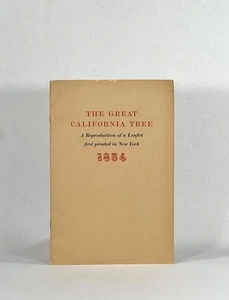 THE GREAT
CALIFORNIA TREE
A Reproduction of a Leaflet
first printed in New York
1854